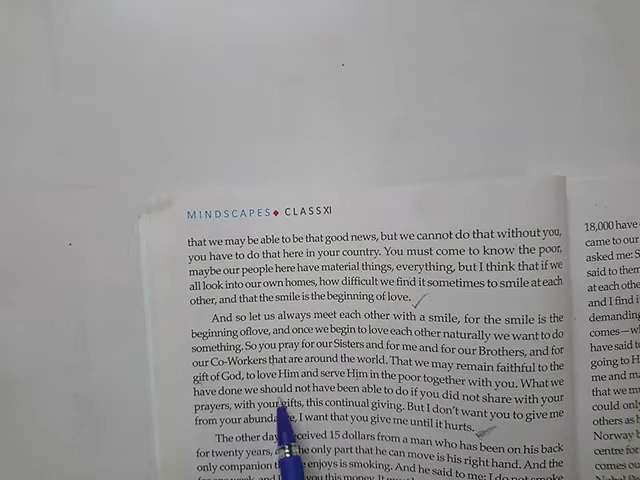 MINDSCAPES◆ CLASS XI
that we may be able to be that good news, but we cannot do that without you,
you have to do that here in your country. You must come to know the poor,
maybe our people here have material things, everything, but I think that if we
all look into our own homes, how difficult we find it sometimes to smile at each
other, and that the smile is the beginning of love.
And so let us always meet each other with a smile, for the smile is the
beginning oflove, and once we begin to love each other naturally we want to do
something. So you pray for our Sisters and for me and for our Brothers, and for
our Co-Workers that are around the world. That we may remain faithful to the
gift of God, to love Him and serve Him in the poor together with you. What we
have done we should not have been able to do if you did not share with your
prayers, with your gifts, this continual giving. But I don't want you to give me
from your I want that you give me until it hurts.
The other day 15 dollars from a man who has been on his back
for twenty years, the only part that he can move is his right hand. And the
only companion enjoys is smoking. And he said to me: I do not smoke
you this money. It must
18,000 have
came to our
asked me: S
said to them
at each othe
and I find i
demanding
comes—wh
have said to
going to H
me and ma
that we m
could only
others as h
Norway b
centre for
comes ou